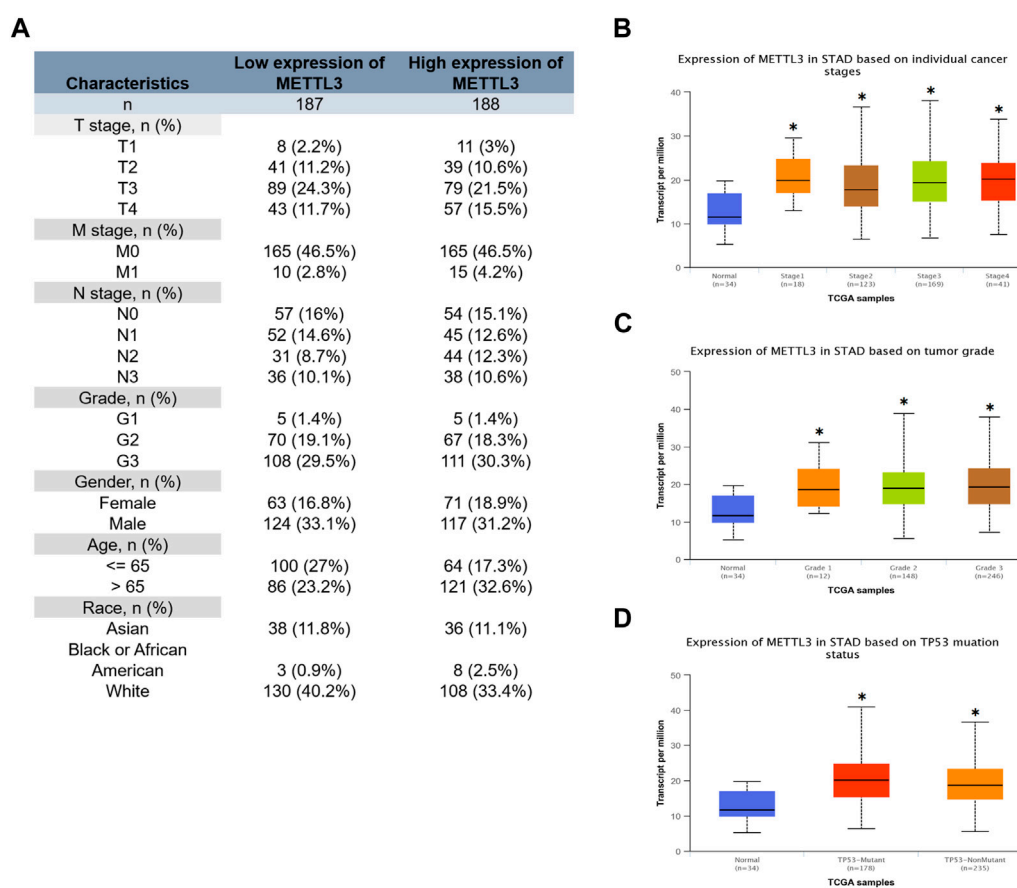 A
Characteristics Low expression of METTL3 High expression of METTL3
n 187 188
T stage, n (%)
T1 8 (2.2%) 11 (3%)
T2 41 (11.2%) 39 (10.6%)
T3 89 (24.3%) 79 (21.5%)
T4 43 (11.7%) 57 (15.5%)
M stage, n (%)
M0 165 (46.5%) 165 (46.5%)
M1 10 (2.8%) 15 (4.2%)
N stage, n (%)
N0 57 (16%) 54 (15.1%)
N1 52 (14.6%) 45 (12.6%)
N2 31 (8.7%) 44 (12.3%)
N3 36 (10.1%) 38 (10.6%)
Grade, n (%)
G1 5 (1.4%) 5 (1.4%)
G2 70 (19.1%) 67 (18.3%)
G3 108 (29.5%) 111 (30.3%)
Gender, n (%)
Female 63 (16.8%) 71 (18.9%)
Male 124 (33.1%) 117 (31.2%)
Age, n (%)
<= 65 100 (27%) 64 (17.3%)
> 65 86 (23.2%) 121 (32.6%)
Race, n (%)
Asian 38 (11.8%) 36 (11.1%)
Black or African
American 3 (0.9%) 8 (2.5%)
White 130 (40.2%) 108 (33.4%)
B
Expression of METTL3 in STAD based on individual cancer
stages
Transcript per million
50
40
30
20
10
0
* * * *
Normal Stage1 Stage2 Stage3 Stage4
(n=34) (n=18) (n=123) (n=169) (n=41)
TCGA samples
C
Expression of METTL3 in STAD based on tumor grade
Transcript per million
50
40
30
20
10
0
* * *
Normal Grade 1 Grade 2 Grade 3
(n=34) (n=12) (n=148) (n=246)
TCGA samples
D
Expression of METTL3 in STAD based on TP53 muation
status
Transcript per million
50
40
30
20
10
0
* *
Normal TP53-Mutant TP53-NonMutant
(n=34) (n=178) (n=235)
TCGA samples